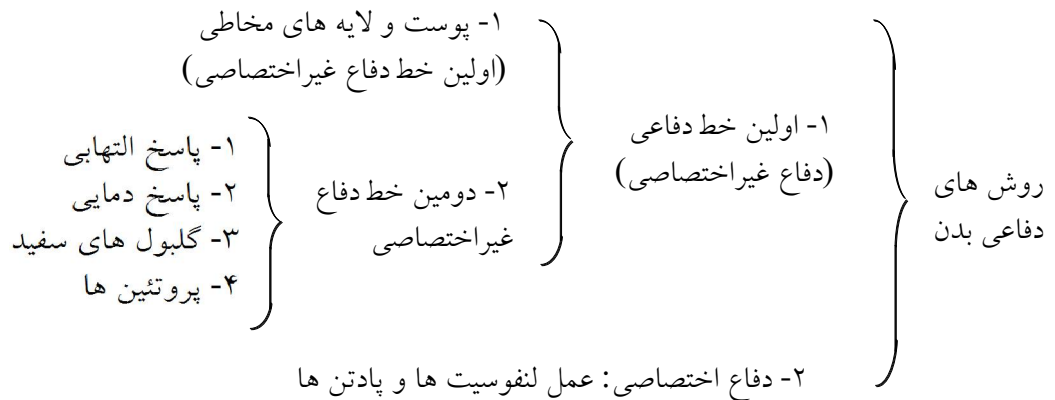 روش های
دفاعی بدن
۱- اولین خط دفاعی
(دفاع غیراختصاصی)
۱- پوست و لایه های مخاطی
(اولین خط دفاع غیراختصاصی)
۲- دومین خط دفاع
غیراختصاصی
۱- پاسخ التهابی
۲- پاسخ دمایی
۳- گلبول های سفید
۴- پروتئین ها
۲- دفاع اختصاصی: عمل لنفوسیت ها و پادتن ها